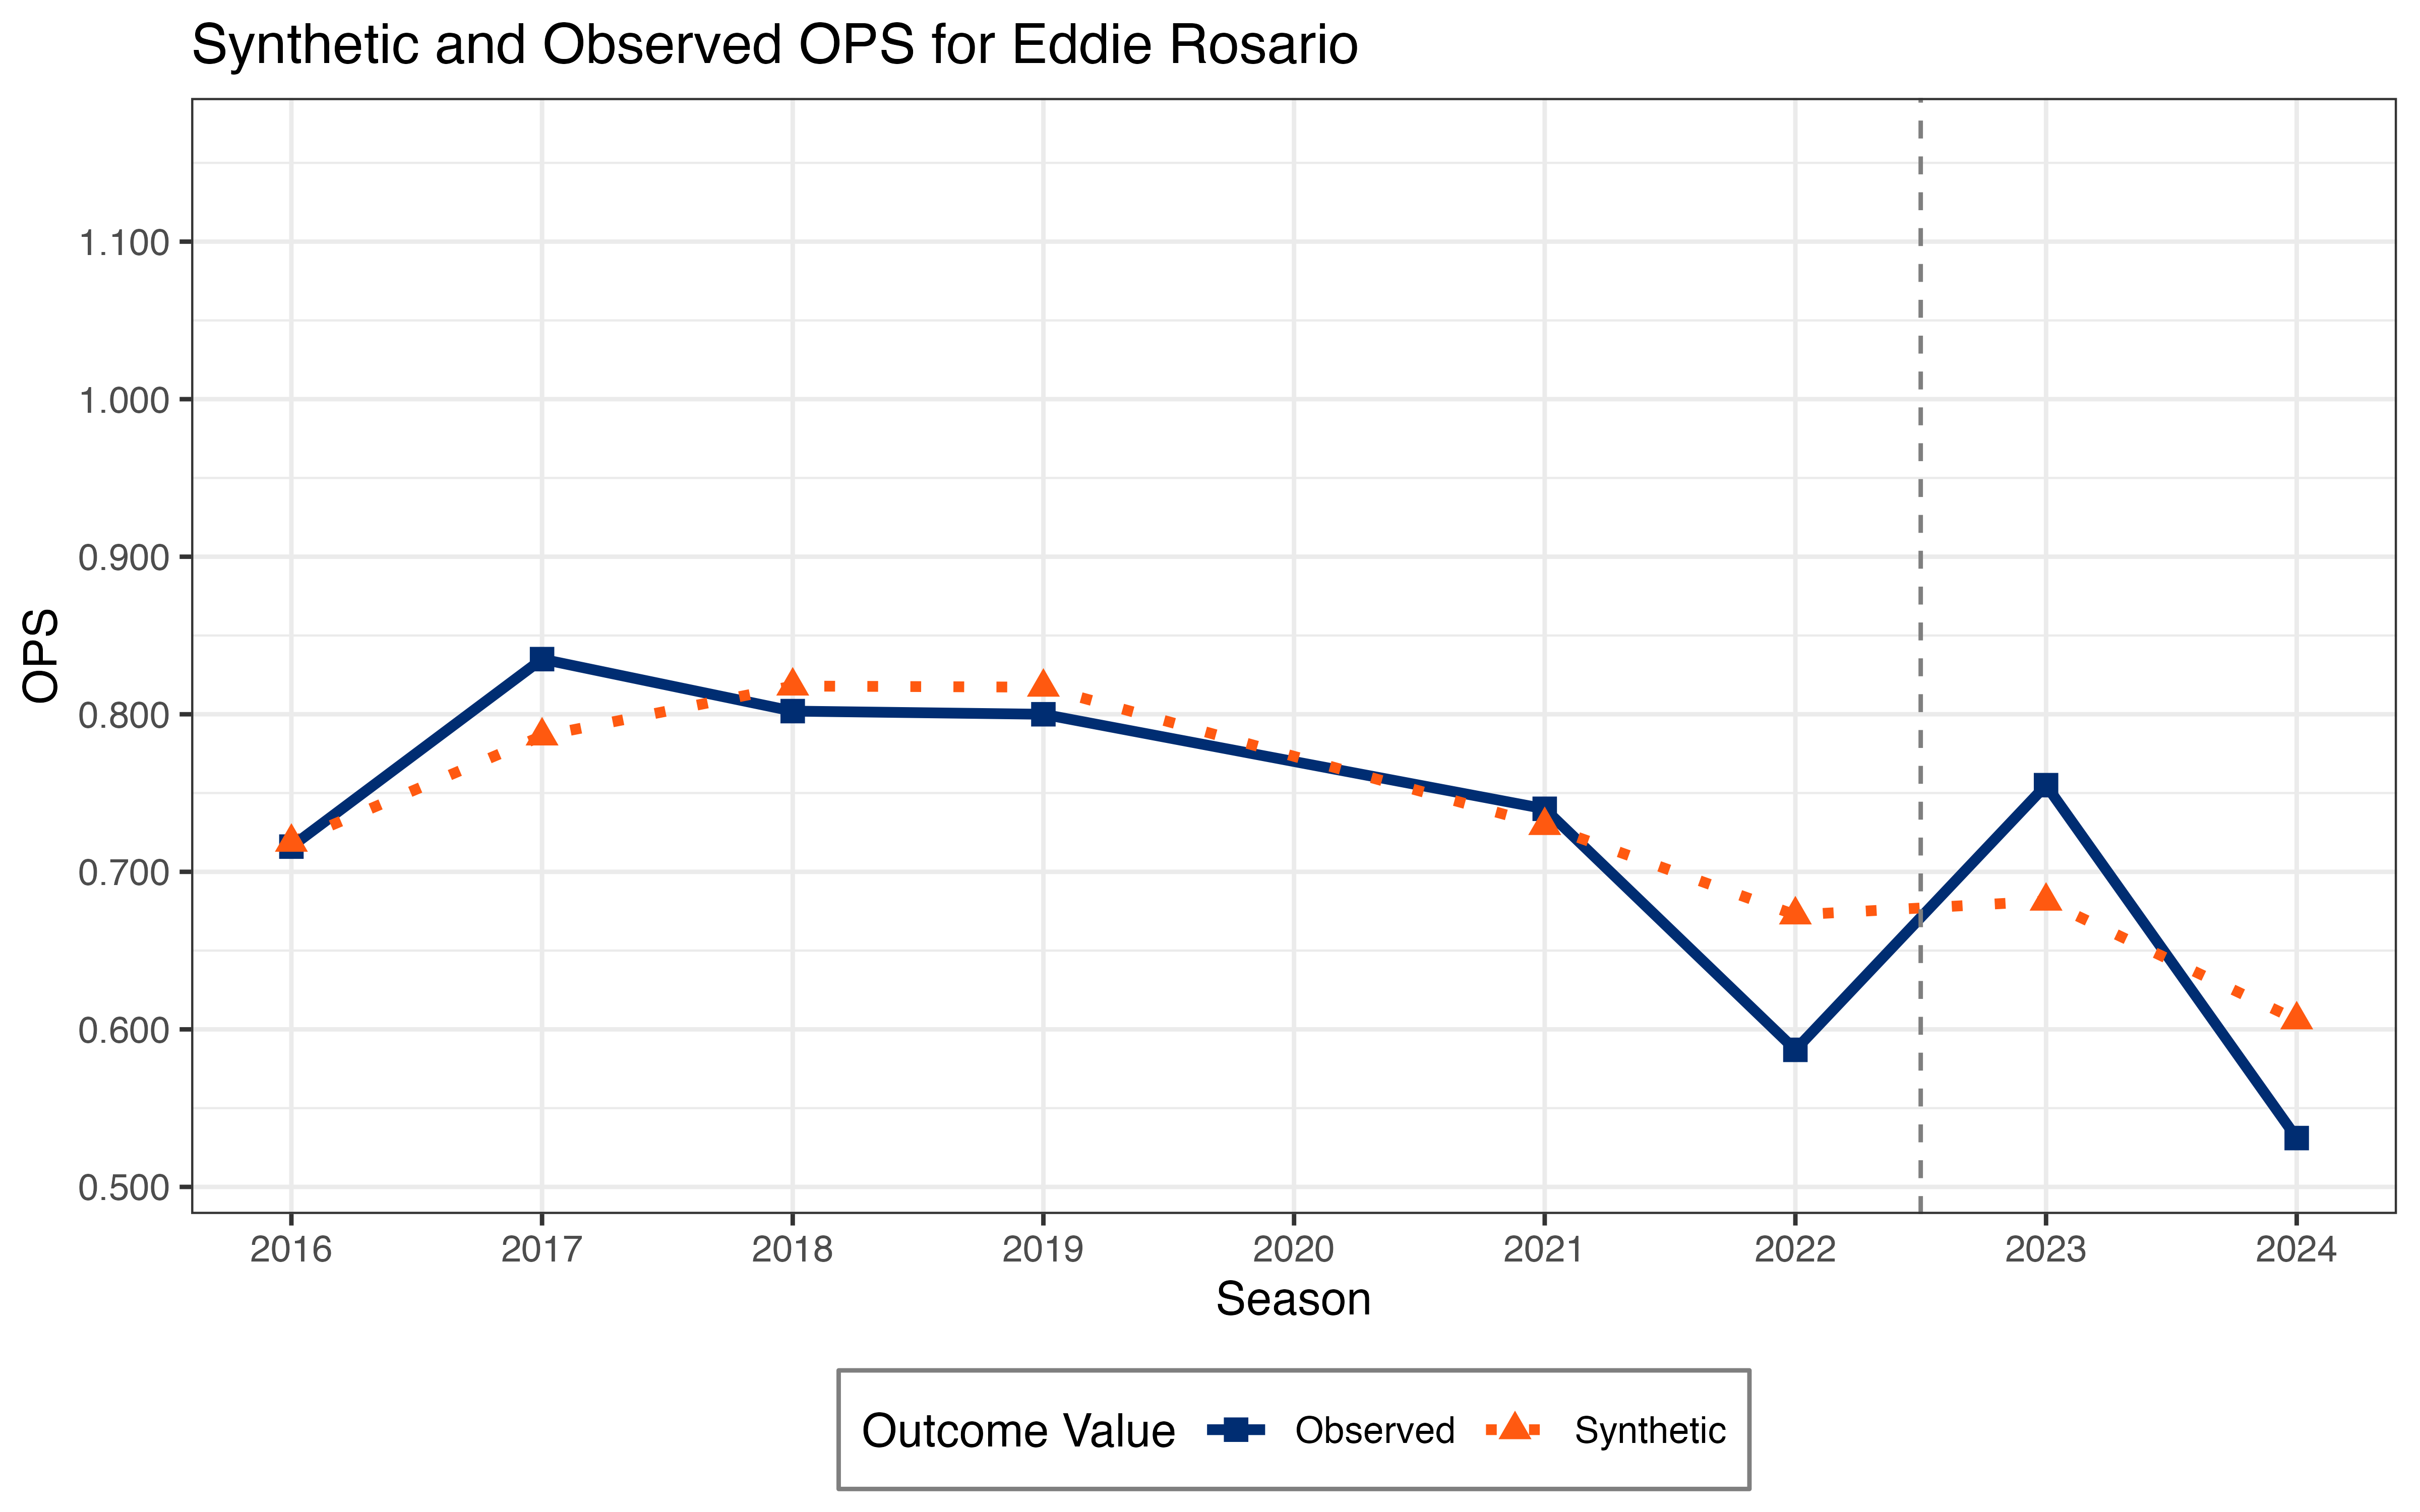 Synthetic and Observed OPS for Eddie Rosario
1.100
1.000
0.900
0.800
0.700
0.600
0.500
OPS
2016 2017 2018 2019 2020 2021 2022 2023 2024
Season
Outcome Value Observed Synthetic